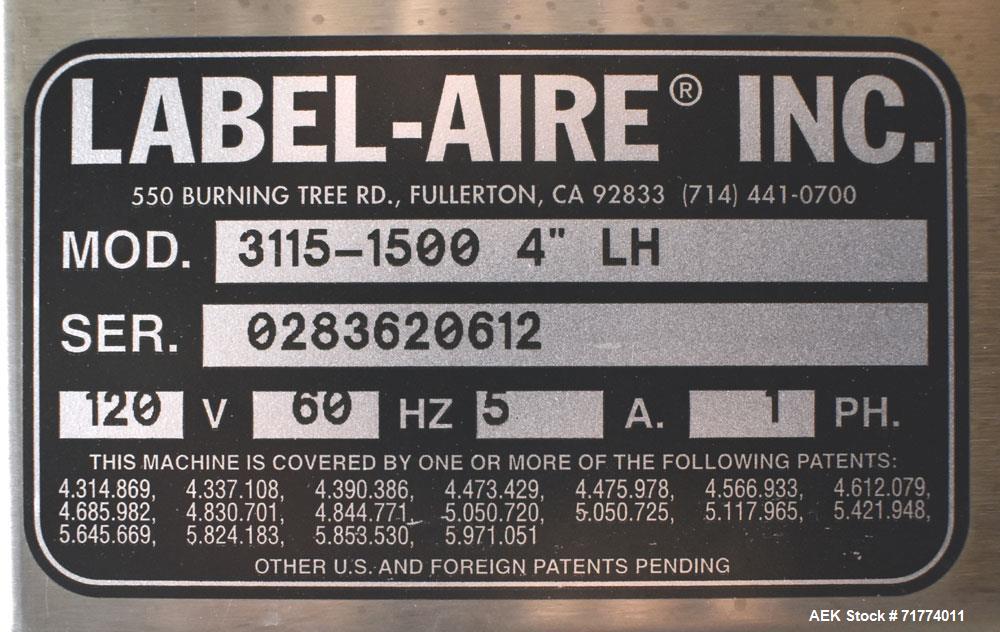 LABEL-AIRE® INC.
550 BURNING TREE RD., FULLERTON, CA 92833 (714) 441-0700
MOD. 3115-1500 4" LH
SER. 0283620612
120 V 60 HZ 5 A. 1 PH.
THIS MACHINE IS COVERED BY ONE OR MORE OF THE FOLLOWING PATENTS:
4.314.869, 4.337.108, 4.390.386, 4.473.429, 4.475.978, 4.566.933, 4.612.079,
4.685.982, 4.830.701, 4.844.771, 5.050.720, 5.050.725, 5.117.965, 5.421.948,
5.645.669, 5.824.183, 5.853.530, 5.971.051
OTHER U.S. AND FOREIGN PATENTS PENDING
AEK Stock # 71774011